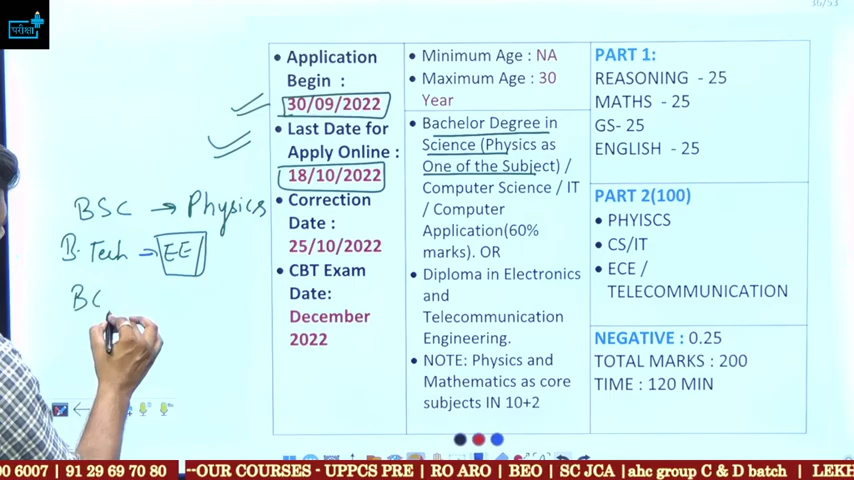 36/53
परीक्षा
Application
Begin :
30/09/2022
Last Date for
Apply Online :
18/10/2022
Correction
Date :
25/10/2022
CBT Exam
Date:
December
2022
Minimum Age : NA
Maximum Age : 30
Year
Bachelor Degree in
Science (Physics as
One of the Subject) /
Computer Science / IT
/ Computer
Application(60%
marks). OR
Diploma in Electronics
and
Telecommunication
Engineering.
NOTE: Physics and
Mathematics as core
subjects IN 10+2
PART 1:
REASONING - 25
MATHS - 25
GS- 25
ENGLISH - 25
PART 2(100)
PHYISCS
CS/IT
ECE /
TELECOMMUNICATION
NEGATIVE : 0.25
TOTAL MARKS : 200
TIME : 120 MIN
BSC → Physics
B.Tech → EE/
BC
00 6007 | 91 29 69 70 80 --OUR COURSES - UPPCS PRE | RO ARO | BEO | SC JCA |ahc group C & D batch | LEKH